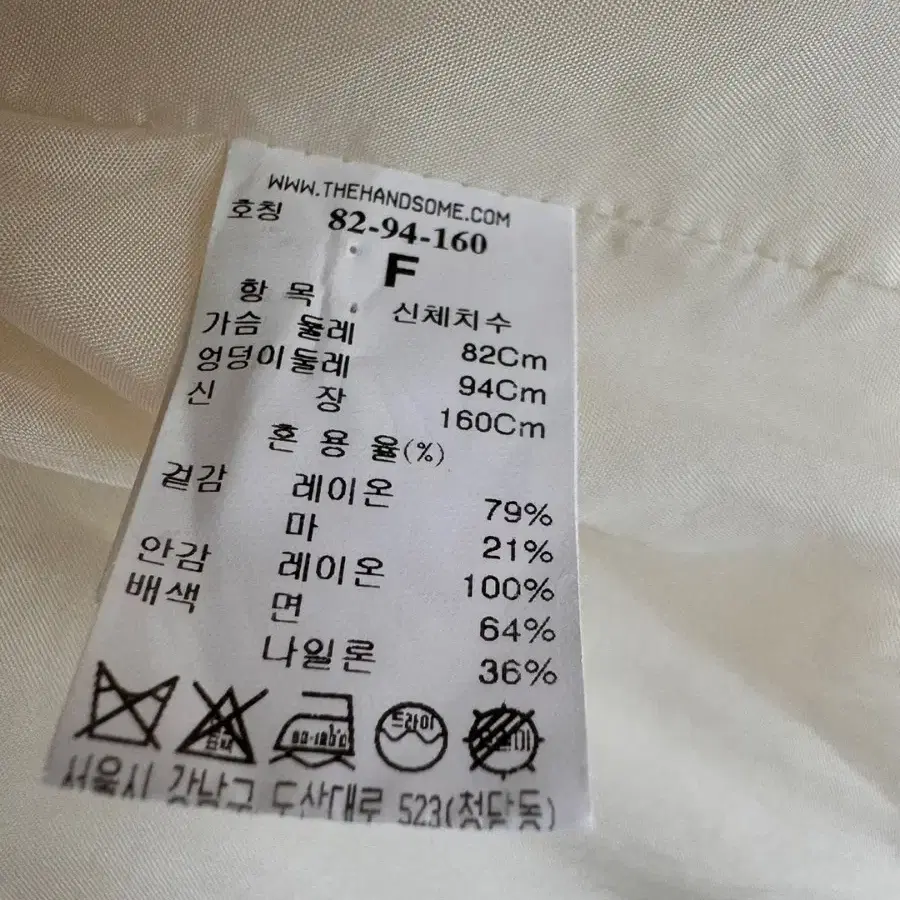 WWW.THEHANDSOME.COM
호칭 82-94-160
F
항 목 신체치수
가슴 둘레 82Cm
엉덩이둘레 94Cm
신 장 160Cm
혼 용 율(%)
겉감 레이온 79%
마 21%
안감 레이온 100%
배색 면 64%
나일론 36%
드라이
서울시 강남구 도산대로 523(청담동)